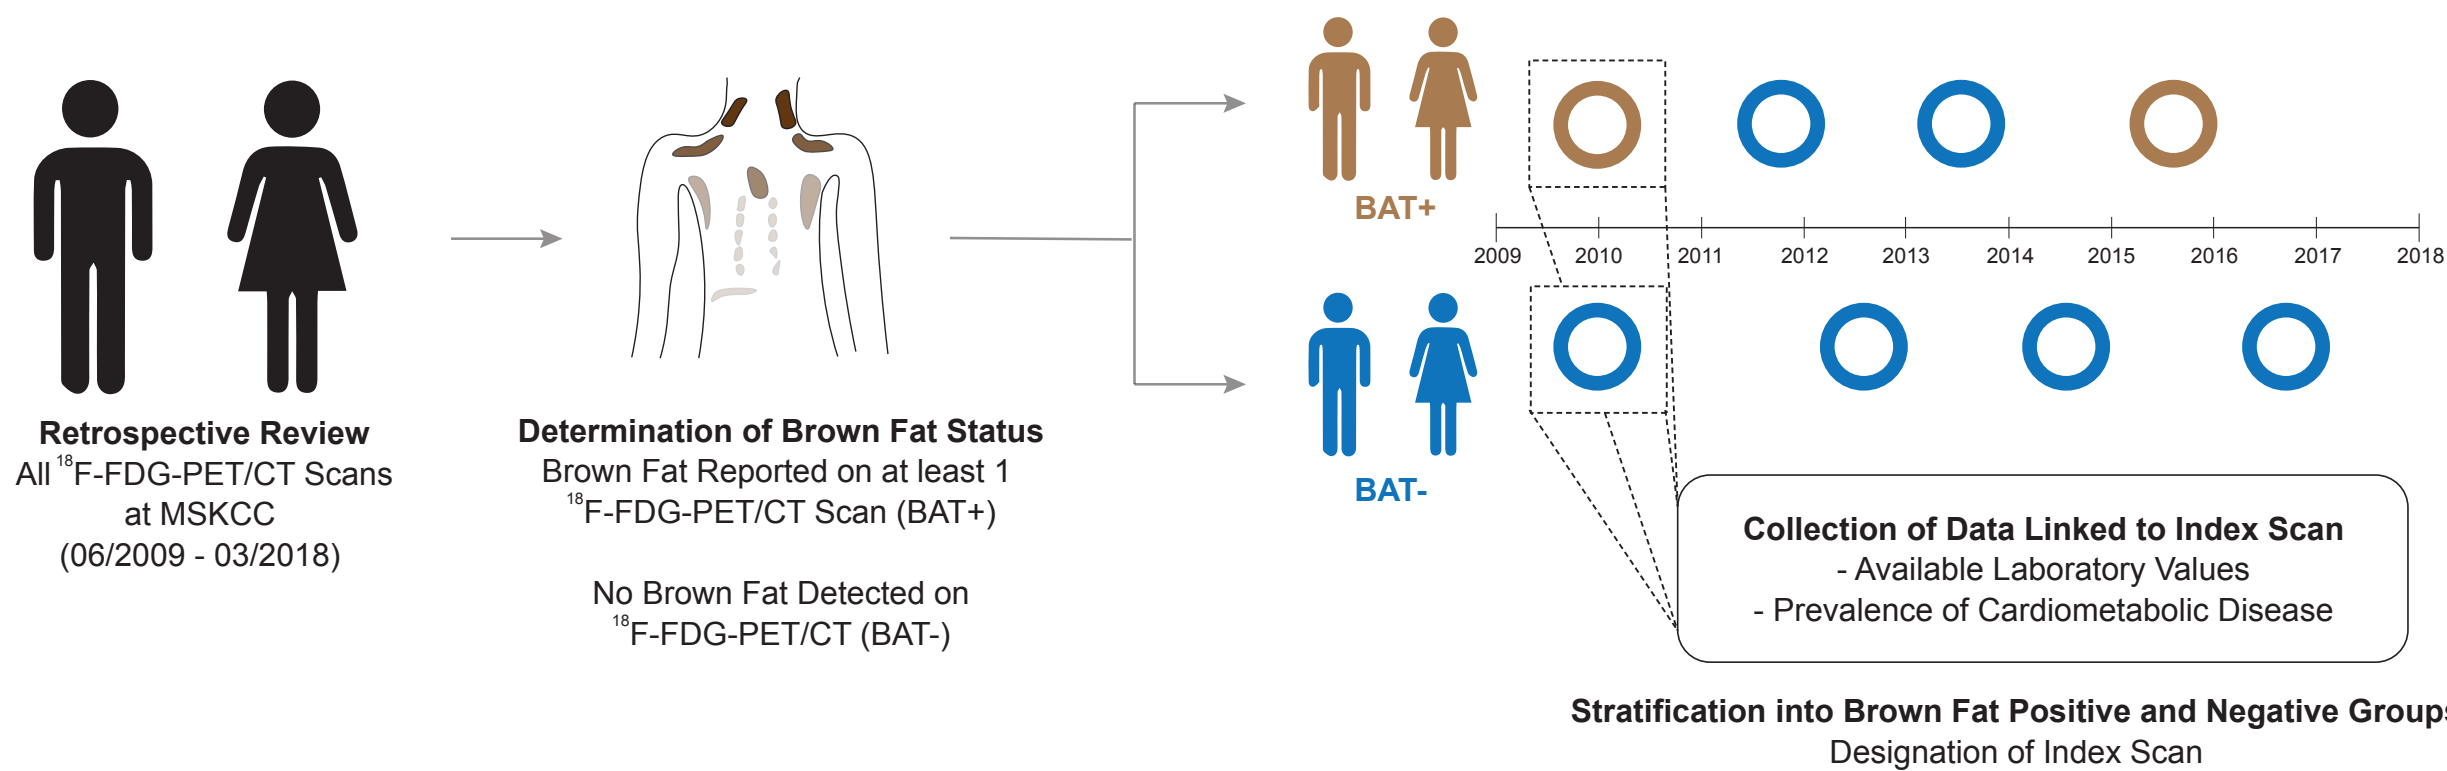 Retrospective Review
All ¹⁸F-FDG-PET/CT Scans
at MSKCC
(06/2009 - 03/2018)
Determination of Brown Fat Status
Brown Fat Reported on at least 1
¹⁸F-FDG-PET/CT Scan (BAT+)
No Brown Fat Detected on
¹⁸F-FDG-PET/CT (BAT-)
BAT+
2009 2010 2011 2012 2013 2014 2015 2016 2017 2018
BAT-
Collection of Data Linked to Index Scan
- Available Laboratory Values
- Prevalence of Cardiometabolic Disease
Stratification into Brown Fat Positive and Negative Groups
Designation of Index Scan